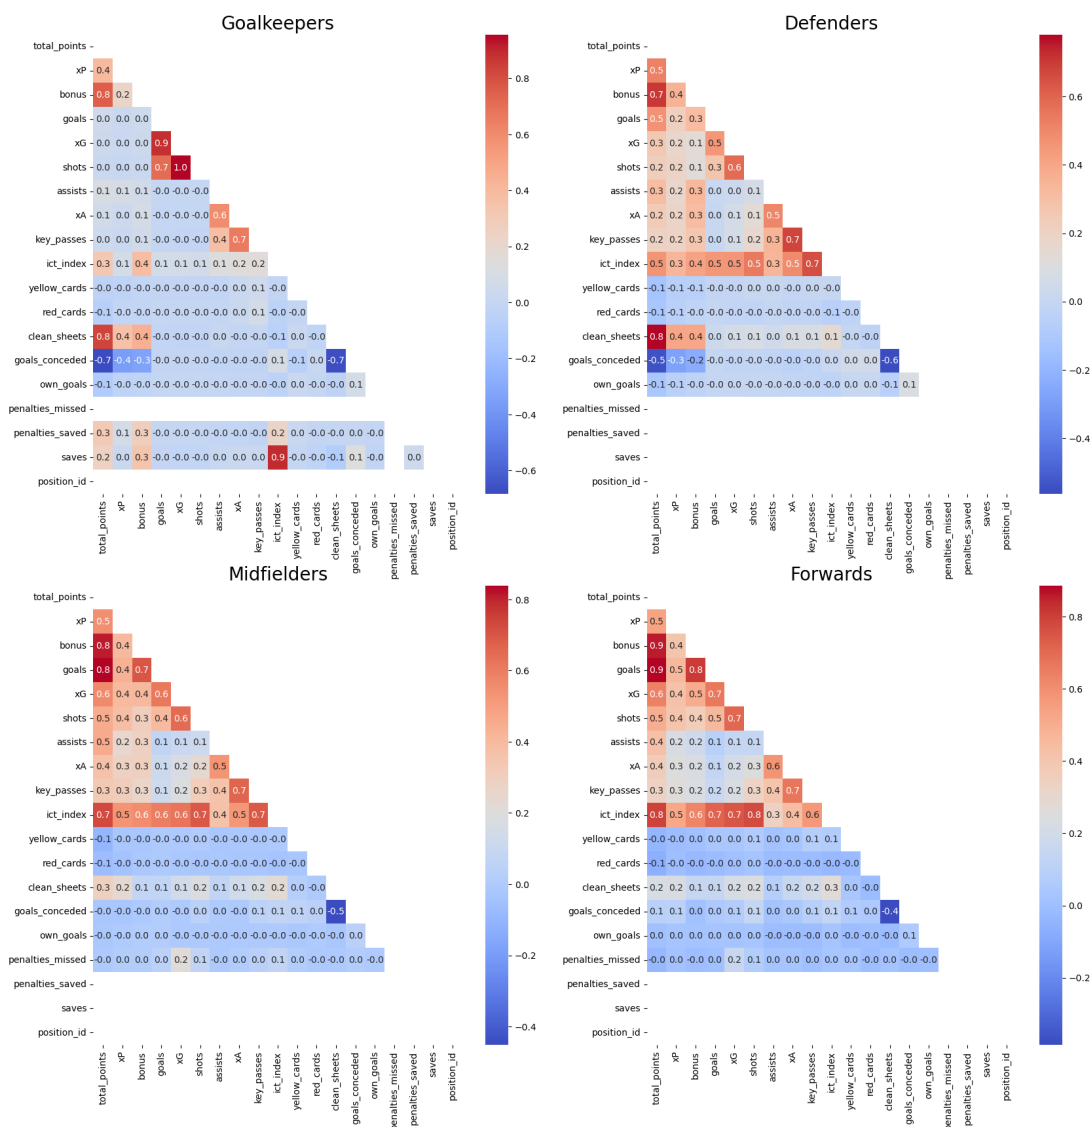 Goalkeepers
total_points
xP 0.4
bonus 0.8 0.2
goals 0.0 0.0 0.0
xG 0.0 0.0 0.0 0.9
shots 0.0 0.0 0.0 0.7 1.0
assists 0.1 0.1 0.1 -0.0 -0.0 -0.0
xA 0.1 0.0 0.1 -0.0 -0.0 -0.0 0.6
key_passes 0.0 0.0 0.1 -0.0 -0.0 -0.0 0.4 0.7
ict_index 0.3 0.1 0.4 0.1 0.1 0.1 0.1 0.2 0.2
yellow_cards -0.0 -0.0 -0.0 -0.0 -0.0 -0.0 -0.0 0.0 0.1 -0.0
red_cards -0.1 -0.0 -0.0 -0.0 -0.0 -0.0 -0.0 0.0 0.1 -0.0 -0.0
clean_sheets 0.8 0.4 0.4 -0.0 -0.0 -0.0 0.0 0.0 -0.0 -0.1 -0.0 -0.0
goals_conceded -0.7 -0.4 -0.3 -0.0 -0.0 -0.0 -0.0 -0.0 -0.0 0.1 -0.1 0.0 -0.7
own_goals -0.1 -0.0 -0.0 -0.0 -0.0 -0.0 -0.0 -0.0 -0.0 0.0 -0.0 -0.0 -0.0 0.1
penalties_missed
penalties_saved 0.3 0.1 0.3 -0.0 -0.0 -0.0 -0.0 -0.0 -0.0 0.2 -0.0 0.0 -0.0 0.0 -0.0
saves 0.2 0.0 0.3 -0.0 -0.0 -0.0 0.0 0.0 0.0 0.9 -0.0 -0.0 -0.1 0.1 -0.0 0.0
position_id
total_points xP bonus goals xG shots assists xA key_passes ict_index yellow_cards red_cards clean_sheets goals_conceded own_goals penalties_missed penalties_saved saves position_id
0.8
0.6
0.4
0.2
0.0
−0.2
−0.4
−0.6
Defenders
total_points
xP 0.5
bonus 0.7 0.4
goals 0.5 0.2 0.3
xG 0.3 0.2 0.1 0.5
shots 0.2 0.2 0.1 0.3 0.6
assists 0.3 0.2 0.3 0.0 0.0 0.1
xA 0.2 0.2 0.3 0.0 0.1 0.1 0.5
key_passes 0.2 0.2 0.3 0.0 0.1 0.2 0.3 0.7
ict_index 0.5 0.3 0.4 0.5 0.5 0.5 0.3 0.5 0.7
yellow_cards -0.1 -0.1 -0.1 -0.0 0.0 0.0 -0.0 0.0 -0.0 -0.0
red_cards -0.1 -0.1 -0.0 -0.0 -0.0 -0.0 -0.0 -0.0 -0.0 -0.0 -0.0
clean_sheets 0.8 0.4 0.4 0.0 0.1 0.1 0.0 0.1 0.1 0.1 -0.0 -0.0
goals_conceded -0.5 -0.3 -0.2 -0.0 -0.0 -0.0 -0.0 -0.0 0.0 -0.0 0.0 0.0 -0.6
own_goals -0.1 -0.1 -0.0 -0.0 -0.0 -0.0 -0.0 -0.0 -0.0 -0.0 0.0 0.0 -0.1 0.1
penalties_missed
penalties_saved
saves
position_id
total_points xP bonus goals xG shots assists xA key_passes ict_index yellow_cards red_cards clean_sheets goals_conceded own_goals penalties_missed penalties_saved saves position_id
0.6
0.4
0.2
0.0
−0.2
−0.4
Midfielders
total_points
xP 0.5
bonus 0.8 0.4
goals 0.8 0.4 0.7
xG 0.6 0.4 0.4 0.6
shots 0.5 0.4 0.3 0.4 0.6
assists 0.5 0.2 0.3 0.1 0.1 0.1
xA 0.4 0.3 0.3 0.1 0.2 0.2 0.5
key_passes 0.3 0.3 0.3 0.1 0.1 0.3 0.4 0.7
ict_index 0.7 0.5 0.6 0.6 0.6 0.7 0.4 0.5 0.7
yellow_cards -0.1 -0.0 -0.0 -0.0 -0.0 0.0 -0.0 -0.0 -0.0 -0.0
red_cards -0.1 -0.0 -0.0 -0.0 -0.0 -0.0 -0.0 -0.0 -0.0 -0.0 -0.0
clean_sheets 0.3 0.2 0.1 0.1 0.1 0.2 0.1 0.1 0.2 0.2 -0.0 -0.0
goals_conceded -0.0 -0.0 -0.0 -0.0 0.0 0.0 -0.0 0.0 0.1 0.1 0.1 0.0 -0.5
own_goals -0.0 0.0 -0.0 -0.0 -0.0 -0.0 -0.0 -0.0 -0.0 -0.0 0.0 -0.0 -0.0 0.0
penalties_missed -0.0 0.0 0.0 0.0 0.2 0.1 -0.0 0.0 0.0 0.1 0.0 -0.0 0.0 0.0 -0.0
penalties_saved
saves
position_id
total_points xP bonus goals xG shots assists xA key_passes ict_index yellow_cards red_cards clean_sheets goals_conceded own_goals penalties_missed penalties_saved saves position_id
0.8
0.6
0.4
0.2
0.0
−0.2
−0.4
Forwards
total_points
xP 0.5
bonus 0.9 0.4
goals 0.9 0.5 0.8
xG 0.6 0.4 0.5 0.7
shots 0.5 0.4 0.4 0.5 0.7
assists 0.4 0.2 0.2 0.1 0.1 0.1
xA 0.4 0.3 0.2 0.1 0.2 0.3 0.6
key_passes 0.3 0.3 0.2 0.2 0.2 0.3 0.4 0.7
ict_index 0.8 0.5 0.6 0.7 0.7 0.8 0.3 0.4 0.6
yellow_cards -0.0 -0.0 -0.0 0.0 0.0 0.1 -0.0 0.0 0.1 0.1
red_cards -0.1 -0.0 -0.0 -0.0 -0.0 -0.0 -0.0 -0.0 -0.0 -0.0 -0.0
clean_sheets 0.2 0.2 0.1 0.1 0.2 0.2 0.1 0.2 0.2 0.3 0.0 -0.0
goals_conceded 0.1 0.1 0.0 0.0 0.1 0.1 0.0 0.1 0.1 0.1 0.1 0.0 -0.4
own_goals 0.0 0.0 0.0 -0.0 0.0 0.0 -0.0 -0.0 -0.0 0.0 -0.0 -0.0 0.0 0.1
penalties_missed -0.0 0.0 0.0 0.0 0.2 0.1 0.0 0.0 0.0 0.1 0.0 -0.0 -0.0 0.0 -0.0
penalties_saved
saves
position_id
total_points xP bonus goals xG shots assists xA key_passes ict_index yellow_cards red_cards clean_sheets goals_conceded own_goals penalties_missed penalties_saved saves position_id
0.8
0.6
0.4
0.2
0.0
−0.2